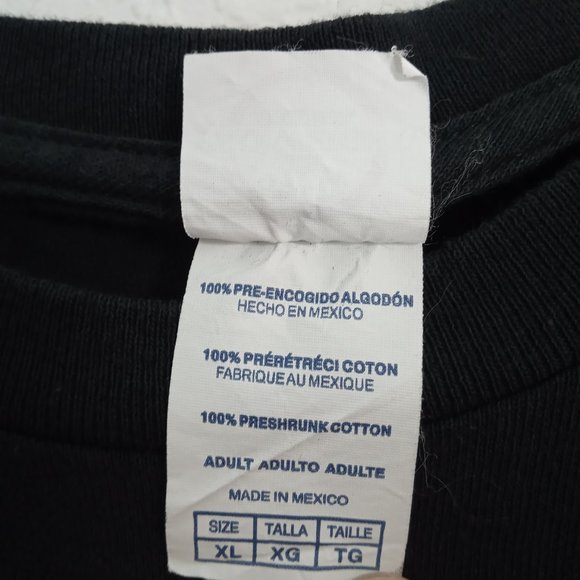 100% PRE-ENCOGIDO ALGODÓN
HECHO EN MEXICO
100% PRÉRÉTRÉCI COTON
FABRIQUE AU MEXIQUE
100% PRESHRUNK COTTON
ADULT ADULTO ADULTE
MADE IN MEXICO
SIZE TALLA TAILLE
XL XG TG